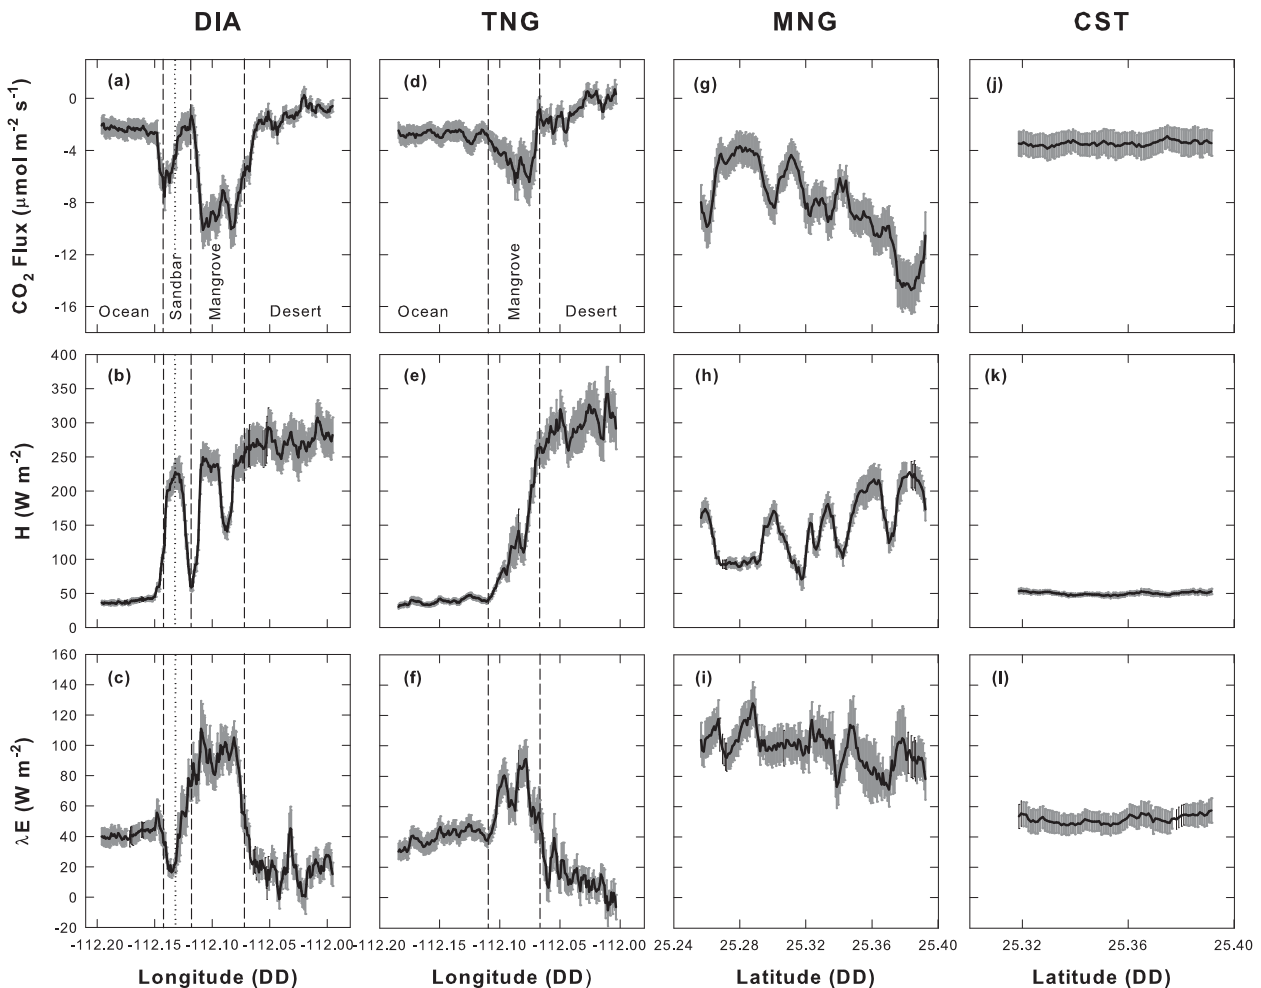 DIA TNG MNG CST
(a) (d) (g) (j)
CO2 Flux (μmol m-2 s-1)
0
-4
-8
-12
-16
Ocean Sandbar Mangrove Desert
Ocean Mangrove Desert
(b) (e) (h) (k)
H (W m-2)
400
350
300
250
200
150
100
50
0
(c) (f) (i) (l)
λE (W m-2)
160
140
120
100
80
60
40
20
0
-20
-112.20 -112.15 -112.10 -112.05 -112.00
-112.20 -112.15 -112.10 -112.05 -112.00
25.24 25.28 25.32 25.36 25.40
25.32 25.36 25.40
Longitude (DD) Longitude (DD) Latitude (DD) Latitude (DD)